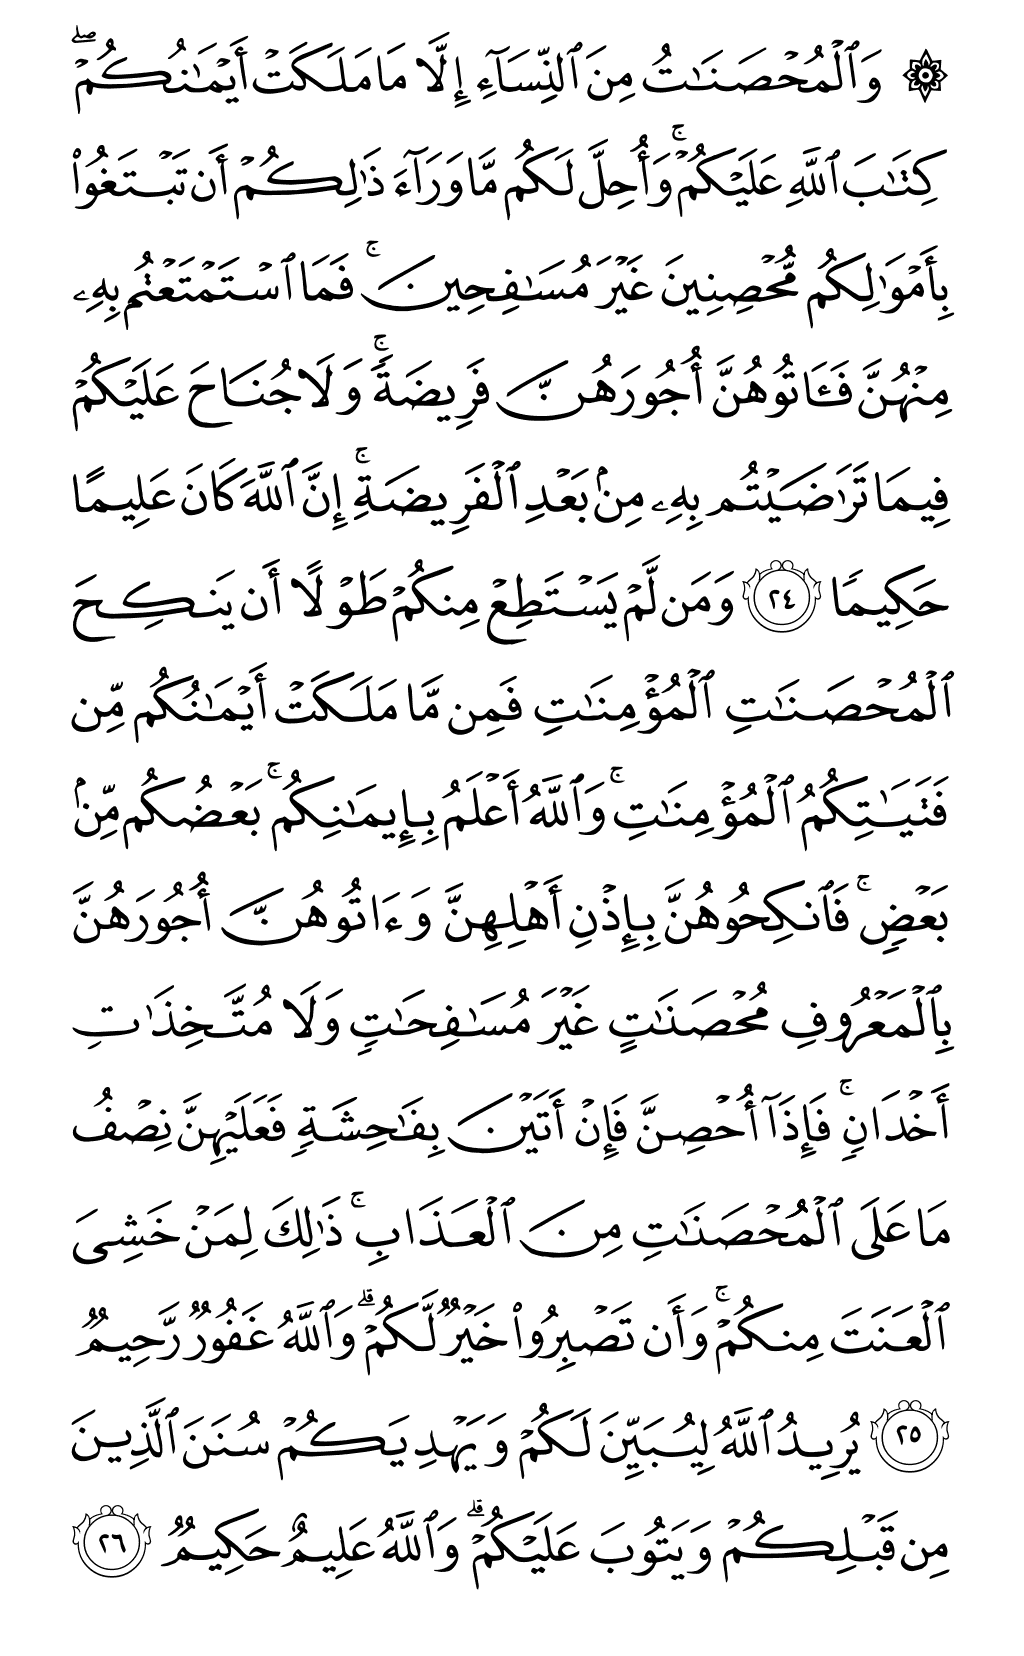 ۞ وَٱلْمُحْصَنَٰتُ مِنَ ٱلنِّسَآءِ إِلَّا مَا مَلَكَتْ أَيْمَٰنُكُمْ ۖ
كِتَٰبَ ٱللَّهِ عَلَيْكُمْ ۚ وَأُحِلَّ لَكُم مَّا وَرَآءَ ذَٰلِكُمْ أَن تَبْتَغُوا۟
بِأَمْوَٰلِكُم مُّحْصِنِينَ غَيْرَ مُسَٰفِحِينَ ۚ فَمَا ٱسْتَمْتَعْتُم بِهِۦ
مِنْهُنَّ فَـَٔاتُوهُنَّ أُجُورَهُنَّ فَرِيضَةً ۚ وَلَا جُنَاحَ عَلَيْكُمْ
فِيمَا تَرَٰضَيْتُم بِهِۦ مِنۢ بَعْدِ ٱلْفَرِيضَةِ ۚ إِنَّ ٱللَّهَ كَانَ عَلِيمًا
حَكِيمًا ٢٤ وَمَن لَّمْ يَسْتَطِعْ مِنكُمْ طَوْلًا أَن يَنكِحَ
ٱلْمُحْصَنَٰتِ ٱلْمُؤْمِنَٰتِ فَمِن مَّا مَلَكَتْ أَيْمَٰنُكُم مِّن
فَتَيَٰتِكُمُ ٱلْمُؤْمِنَٰتِ ۚ وَٱللَّهُ أَعْلَمُ بِإِيمَٰنِكُم ۚ بَعْضُكُم مِّنۢ
بَعْضٍ ۚ فَٱنكِحُوهُنَّ بِإِذْنِ أَهْلِهِنَّ وَءَاتُوهُنَّ أُجُورَهُنَّ
بِٱلْمَعْرُوفِ مُحْصَنَٰتٍ غَيْرَ مُسَٰفِحَٰتٍ وَلَا مُتَّخِذَٰتِ
أَخْدَانٍ ۚ فَإِذَآ أُحْصِنَّ فَإِنْ أَتَيْنَ بِفَٰحِشَةٍ فَعَلَيْهِنَّ نِصْفُ
مَا عَلَى ٱلْمُحْصَنَٰتِ مِنَ ٱلْعَذَابِ ۚ ذَٰلِكَ لِمَنْ خَشِىَ
ٱلْعَنَتَ مِنكُمْ ۚ وَأَن تَصْبِرُوا۟ خَيْرٌ لَّكُمْ ۗ وَٱللَّهُ غَفُورٌ رَّحِيمٌ
٢٥ يُرِيدُ ٱللَّهُ لِيُبَيِّنَ لَكُمْ وَيَهْدِيَكُمْ سُنَنَ ٱلَّذِينَ
مِن قَبْلِكُمْ وَيَتُوبَ عَلَيْكُمْ ۗ وَٱللَّهُ عَلِيمٌ حَكِيمٌ ٢٦